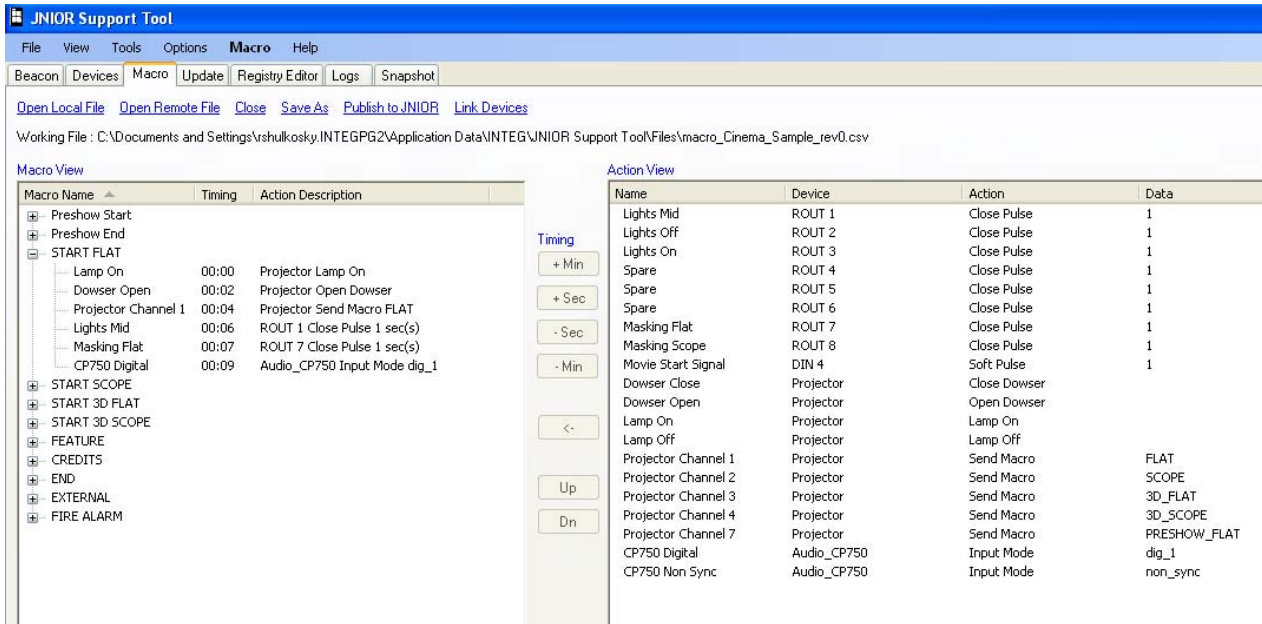 JNIOR Support Tool
File View Tools Options Macro Help
Beacon Devices Macro Update Registry Editor Logs Snapshot
Open Local File Open Remote File Close Save As Publish to JNIOR Link Devices
Working File : C:\Documents and Settings\rshulkosky.INTEGPG2\Application Data\INTEG\JNIOR Support Tool\Files\macro_Cinema_Sample_rev0.csv
Macro View
Macro Name Timing Action Description
Preshow Start
Preshow End
START FLAT
Lamp On 00:00 Projector Lamp On
Dowser Open 00:02 Projector Open Dowser
Projector Channel 1 00:04 Projector Send Macro FLAT
Lights Mid 00:06 ROUT 1 Close Pulse 1 sec(s)
Masking Flat 00:07 ROUT 7 Close Pulse 1 sec(s)
CP750 Digital 00:09 Audio_CP750 Input Mode dig_1
START SCOPE
START 3D FLAT
START 3D SCOPE
FEATURE
CREDITS
END
EXTERNAL
FIRE ALARM
Timing
+ Min
+ Sec
- Sec
- Min
<-
Up
Dn
Action View
Name Device Action Data
Lights Mid ROUT 1 Close Pulse 1
Lights Off ROUT 2 Close Pulse 1
Lights On ROUT 3 Close Pulse 1
Spare ROUT 4 Close Pulse 1
Spare ROUT 5 Close Pulse 1
Spare ROUT 6 Close Pulse 1
Masking Flat ROUT 7 Close Pulse 1
Masking Scope ROUT 8 Close Pulse 1
Movie Start Signal DIN 4 Soft Pulse 1
Dowser Close Projector Close Dowser
Dowser Open Projector Open Dowser
Lamp On Projector Lamp On
Lamp Off Projector Lamp Off
Projector Channel 1 Projector Send Macro FLAT
Projector Channel 2 Projector Send Macro SCOPE
Projector Channel 3 Projector Send Macro 3D_FLAT
Projector Channel 4 Projector Send Macro 3D_SCOPE
Projector Channel 7 Projector Send Macro PRESHOW_FLAT
CP750 Digital Audio_CP750 Input Mode dig_1
CP750 Non Sync Audio_CP750 Input Mode non_sync